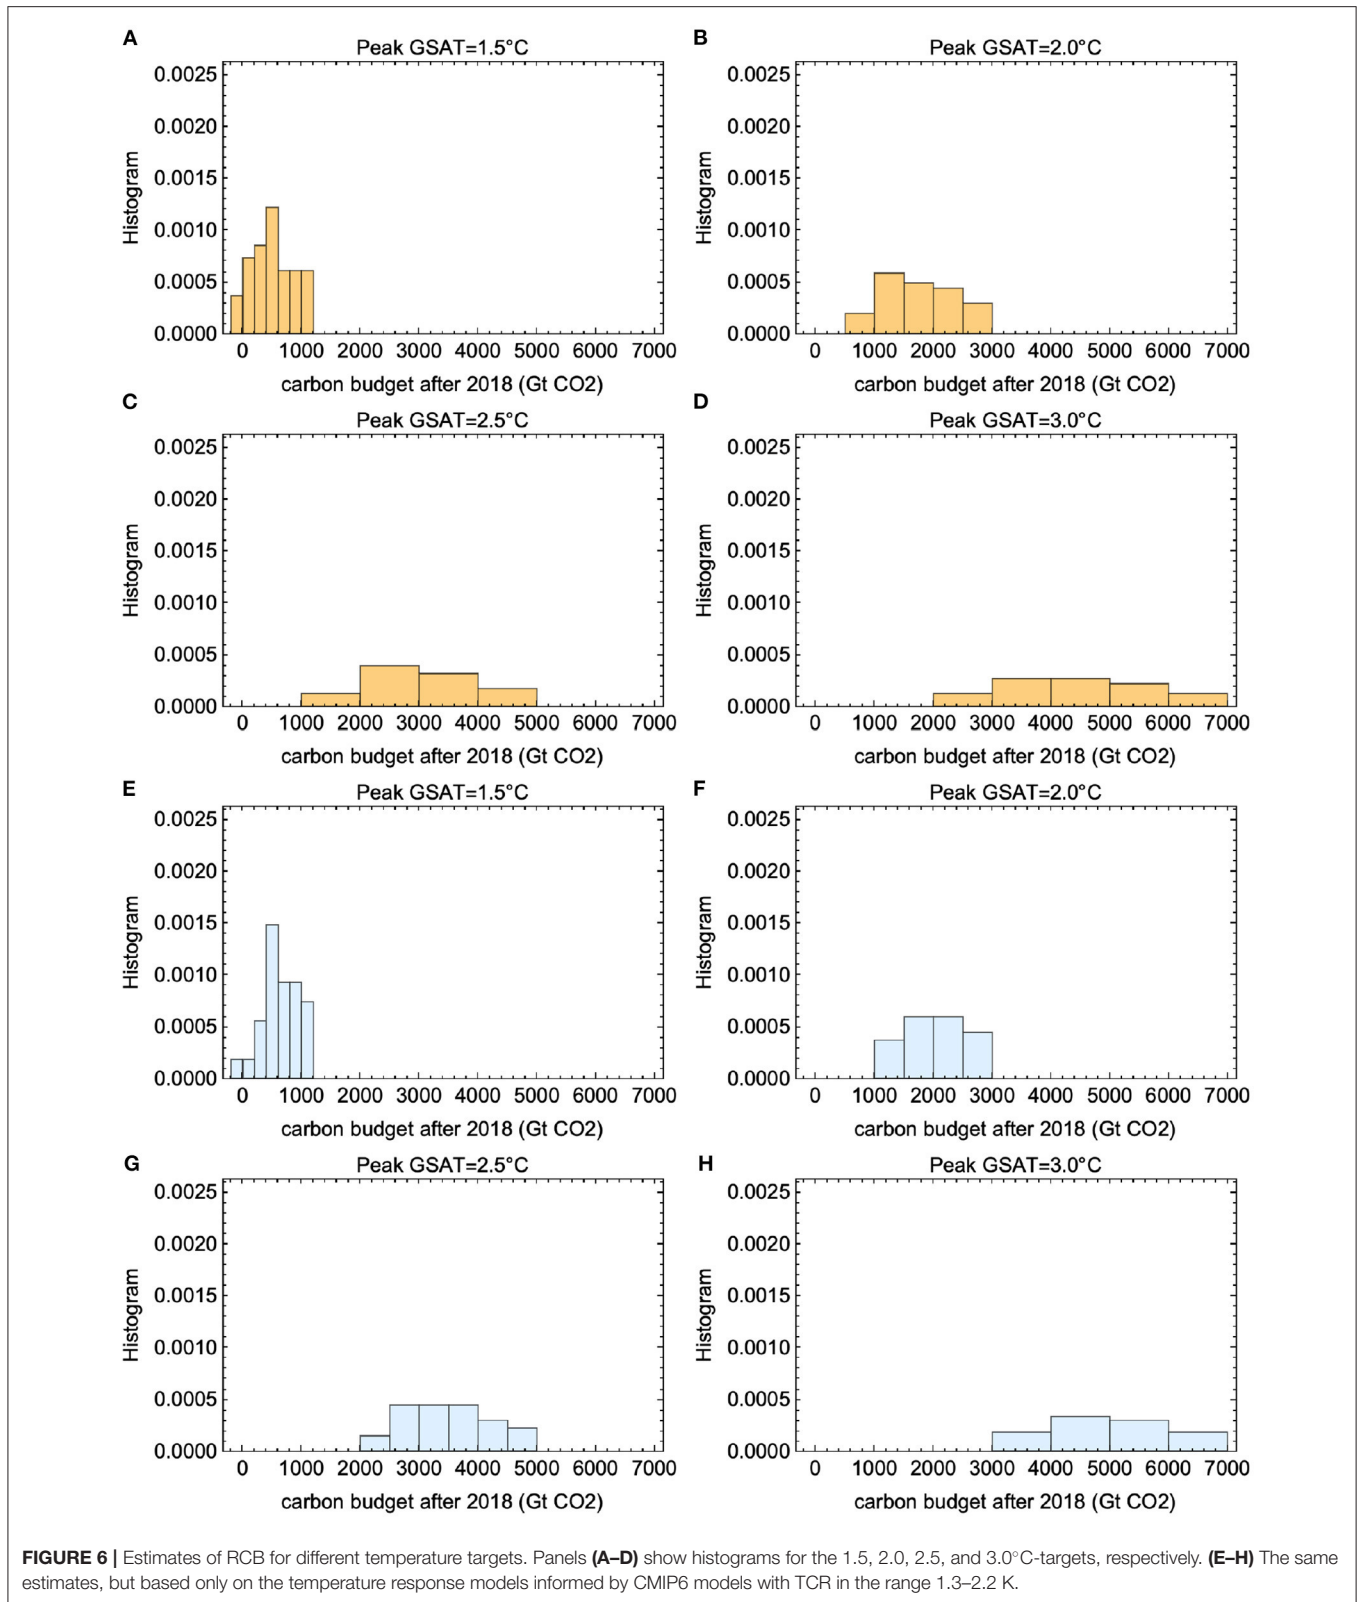 A
Peak GSAT=1.5°C
0.0025
0.0020
0.0015
0.0010
0.0005
0.0000
Histogram
0 1000 2000 3000 4000 5000 6000 7000
carbon budget after 2018 (Gt CO2)
B
Peak GSAT=2.0°C
0.0025
0.0020
0.0015
0.0010
0.0005
0.0000
Histogram
0 1000 2000 3000 4000 5000 6000 7000
carbon budget after 2018 (Gt CO2)
C
Peak GSAT=2.5°C
0.0025
0.0020
0.0015
0.0010
0.0005
0.0000
Histogram
0 1000 2000 3000 4000 5000 6000 7000
carbon budget after 2018 (Gt CO2)
D
Peak GSAT=3.0°C
0.0025
0.0020
0.0015
0.0010
0.0005
0.0000
Histogram
0 1000 2000 3000 4000 5000 6000 7000
carbon budget after 2018 (Gt CO2)
E
Peak GSAT=1.5°C
0.0025
0.0020
0.0015
0.0010
0.0005
0.0000
Histogram
0 1000 2000 3000 4000 5000 6000 7000
carbon budget after 2018 (Gt CO2)
F
Peak GSAT=2.0°C
0.0025
0.0020
0.0015
0.0010
0.0005
0.0000
Histogram
0 1000 2000 3000 4000 5000 6000 7000
carbon budget after 2018 (Gt CO2)
G
Peak GSAT=2.5°C
0.0025
0.0020
0.0015
0.0010
0.0005
0.0000
Histogram
0 1000 2000 3000 4000 5000 6000 7000
carbon budget after 2018 (Gt CO2)
H
Peak GSAT=3.0°C
0.0025
0.0020
0.0015
0.0010
0.0005
0.0000
Histogram
0 1000 2000 3000 4000 5000 6000 7000
carbon budget after 2018 (Gt CO2)
FIGURE 6 | Estimates of RCB for different temperature targets. Panels (A–D) show histograms for the 1.5, 2.0, 2.5, and 3.0°C-targets, respectively. (E–H) The same
estimates, but based only on the temperature response models informed by CMIP6 models with TCR in the range 1.3–2.2 K.